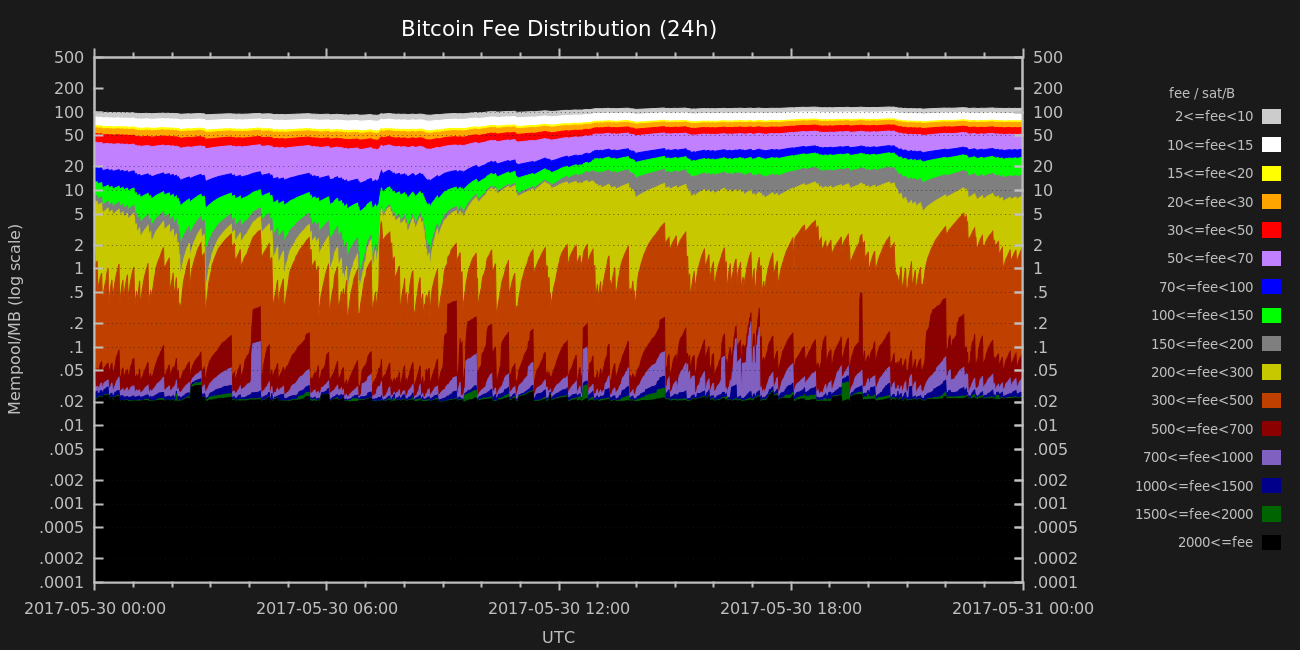 Bitcoin Fee Distribution (24h)
500
200
100
50
20
10
5
2
1
.5
.2
.1
.05
.02
.01
.005
.002
.001
.0005
.0002
.0001
Mempool/MB (log scale)
500
200
100
50
20
10
5
2
1
.5
.2
.1
.05
.02
.01
.005
.002
.001
.0005
.0002
.0001
2017-05-30 00:00
2017-05-30 06:00
2017-05-30 12:00
2017-05-30 18:00
2017-05-31 00:00
UTC
fee / sat/B
2<=fee<10
10<=fee<15
15<=fee<20
20<=fee<30
30<=fee<50
50<=fee<70
70<=fee<100
100<=fee<150
150<=fee<200
200<=fee<300
300<=fee<500
500<=fee<700
700<=fee<1000
1000<=fee<1500
1500<=fee<2000
2000<=fee